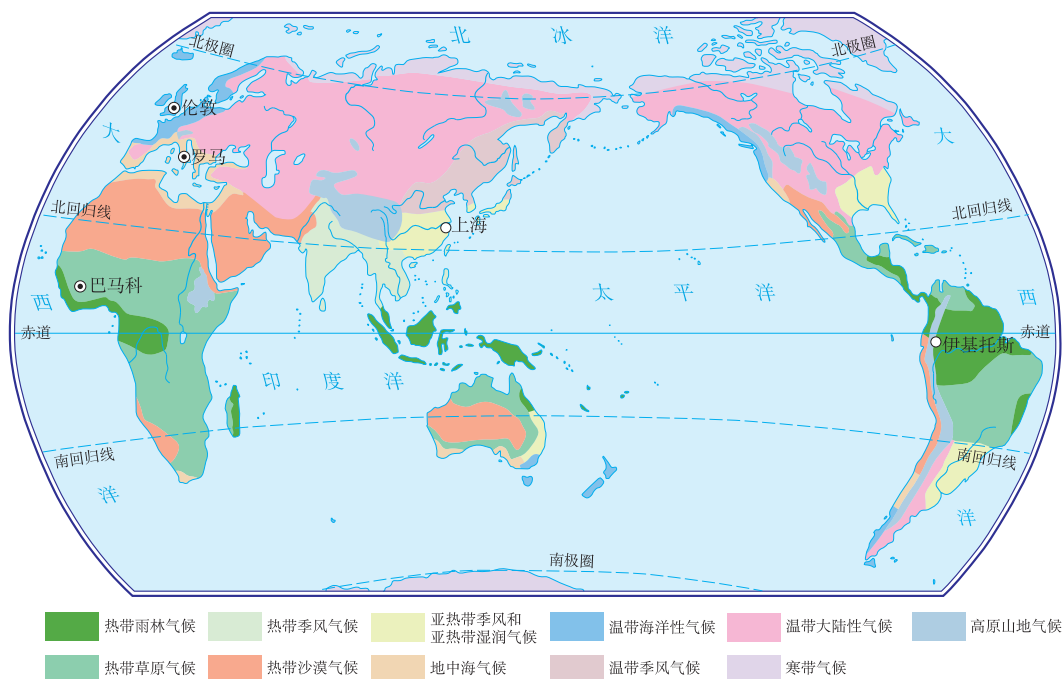 北 冰 洋
北极圈
北极圈
伦敦
大
大
罗马
北回归线
北回归线
上海
巴马科
西
太 平 洋
西
赤道
赤道
伊基托斯
印 度 洋
南回归线
南回归线
洋
洋
南极圈
热带雨林气候
热带季风气候
亚热带季风和
亚热带湿润气候
温带海洋性气候
温带大陆性气候
高原山地气候
热带草原气候
热带沙漠气候
地中海气候
温带季风气候
寒带气候